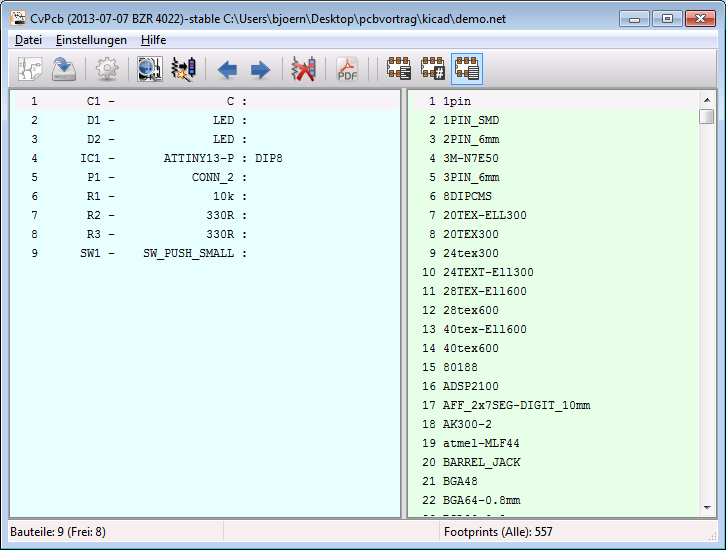 CvPcb (2013-07-07 BZR 4022)-stable C:\Users\bjoern\Desktop\pcbvortrag\kicad\demo.net
Datei Einstellungen Hilfe
PDF
1 C1 - C :
2 D1 - LED :
3 D2 - LED :
4 IC1 - ATTINY13-P : DIP8
5 P1 - CONN_2 :
6 R1 - 10k :
7 R2 - 330R :
8 R3 - 330R :
9 SW1 - SW_PUSH_SMALL :
1 1pin
2 1PIN_SMD
3 2PIN_6mm
4 3M-N7E50
5 3PIN_6mm
6 8DIPCMS
7 20TEX-ELL300
8 20TEX300
9 24tex300
10 24TEXT-Ell300
11 28TEX-Ell600
12 28tex600
13 40tex-Ell600
14 40tex600
15 80188
16 ADSP2100
17 AFF_2x7SEG-DIGIT_10mm
18 AK300-2
19 atmel-MLF44
20 BARREL_JACK
21 BGA48
22 BGA64-0.8mm
Bauteile: 9 (Frei: 8)
Footprints (Alle): 557